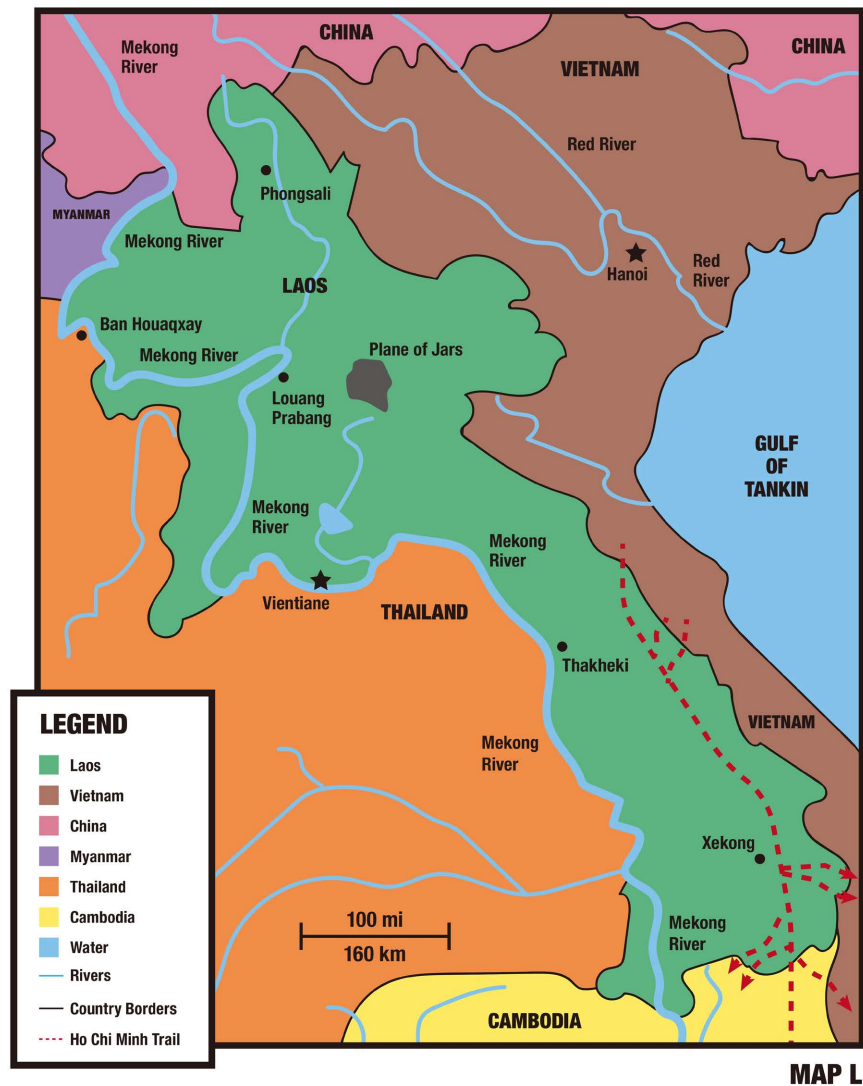 CHINA
CHINA
Mekong
River
VIETNAM
Red River
Phongsali
MYANMAR
Mekong River
Hanoi
Red
River
LAOS
Ban Houaqxay
Mekong River
Plane of Jars
Louang
Prabang
GULF
OF
TANKIN
Mekong
River
Mekong
River
Vientiane
THAILAND
Thakheki
VIETNAM
Mekong
River
Xekong
Mekong
River
CAMBODIA
100 mi
160 km
LEGEND
Laos
Vietnam
China
Myanmar
Thailand
Cambodia
Water
Rivers
Country Borders
Ho Chi Minh Trail
MAP L